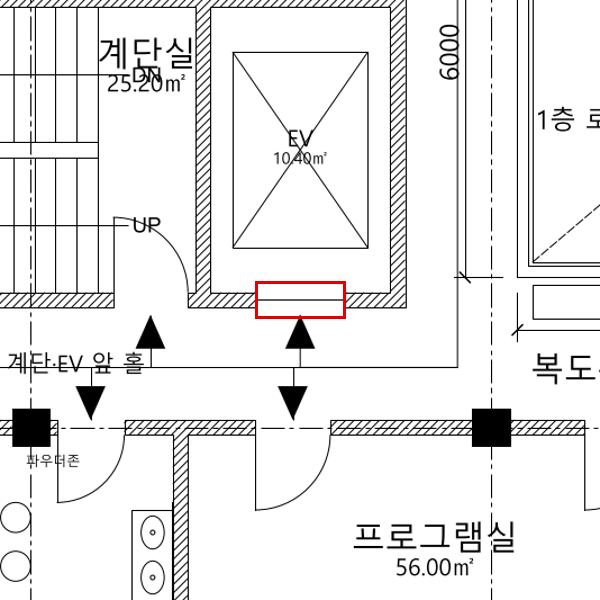 계단실
DN
25.20㎡
EV
10.40㎡
6000
1층 로
UP
계단·EV 앞 홀
복도
파우더존
프로그램실
56.00㎡